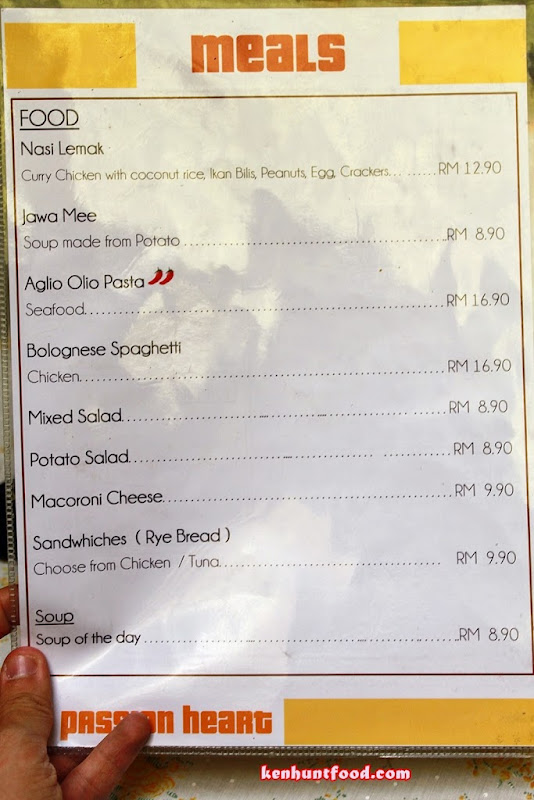 meals
FOOD
Nasi Lemak
Curry Chicken with coconut rice, Ikan Bilis, Peanuts, Egg, Crackers... ......RM 12.90
Jawa Mee
Soup made from Potato..........................................RM 8.90
Aglio Olio Pasta
Seafood..........................................................RM 16.90
Bolognese Spaghetti
Chicken..........................................................RM 16.90
Mixed Salad......................................................RM 8.90
Potato Salad.....................................................RM 8.90
Macoroni Cheese..................................................RM 9.90
Sandwhiches ( Rye Bread )
Choose from Chicken / Tuna....................................... RM 9.90
Soup
Soup of the day..................................................RM 8.90
passion heart
kenhuntfood.com